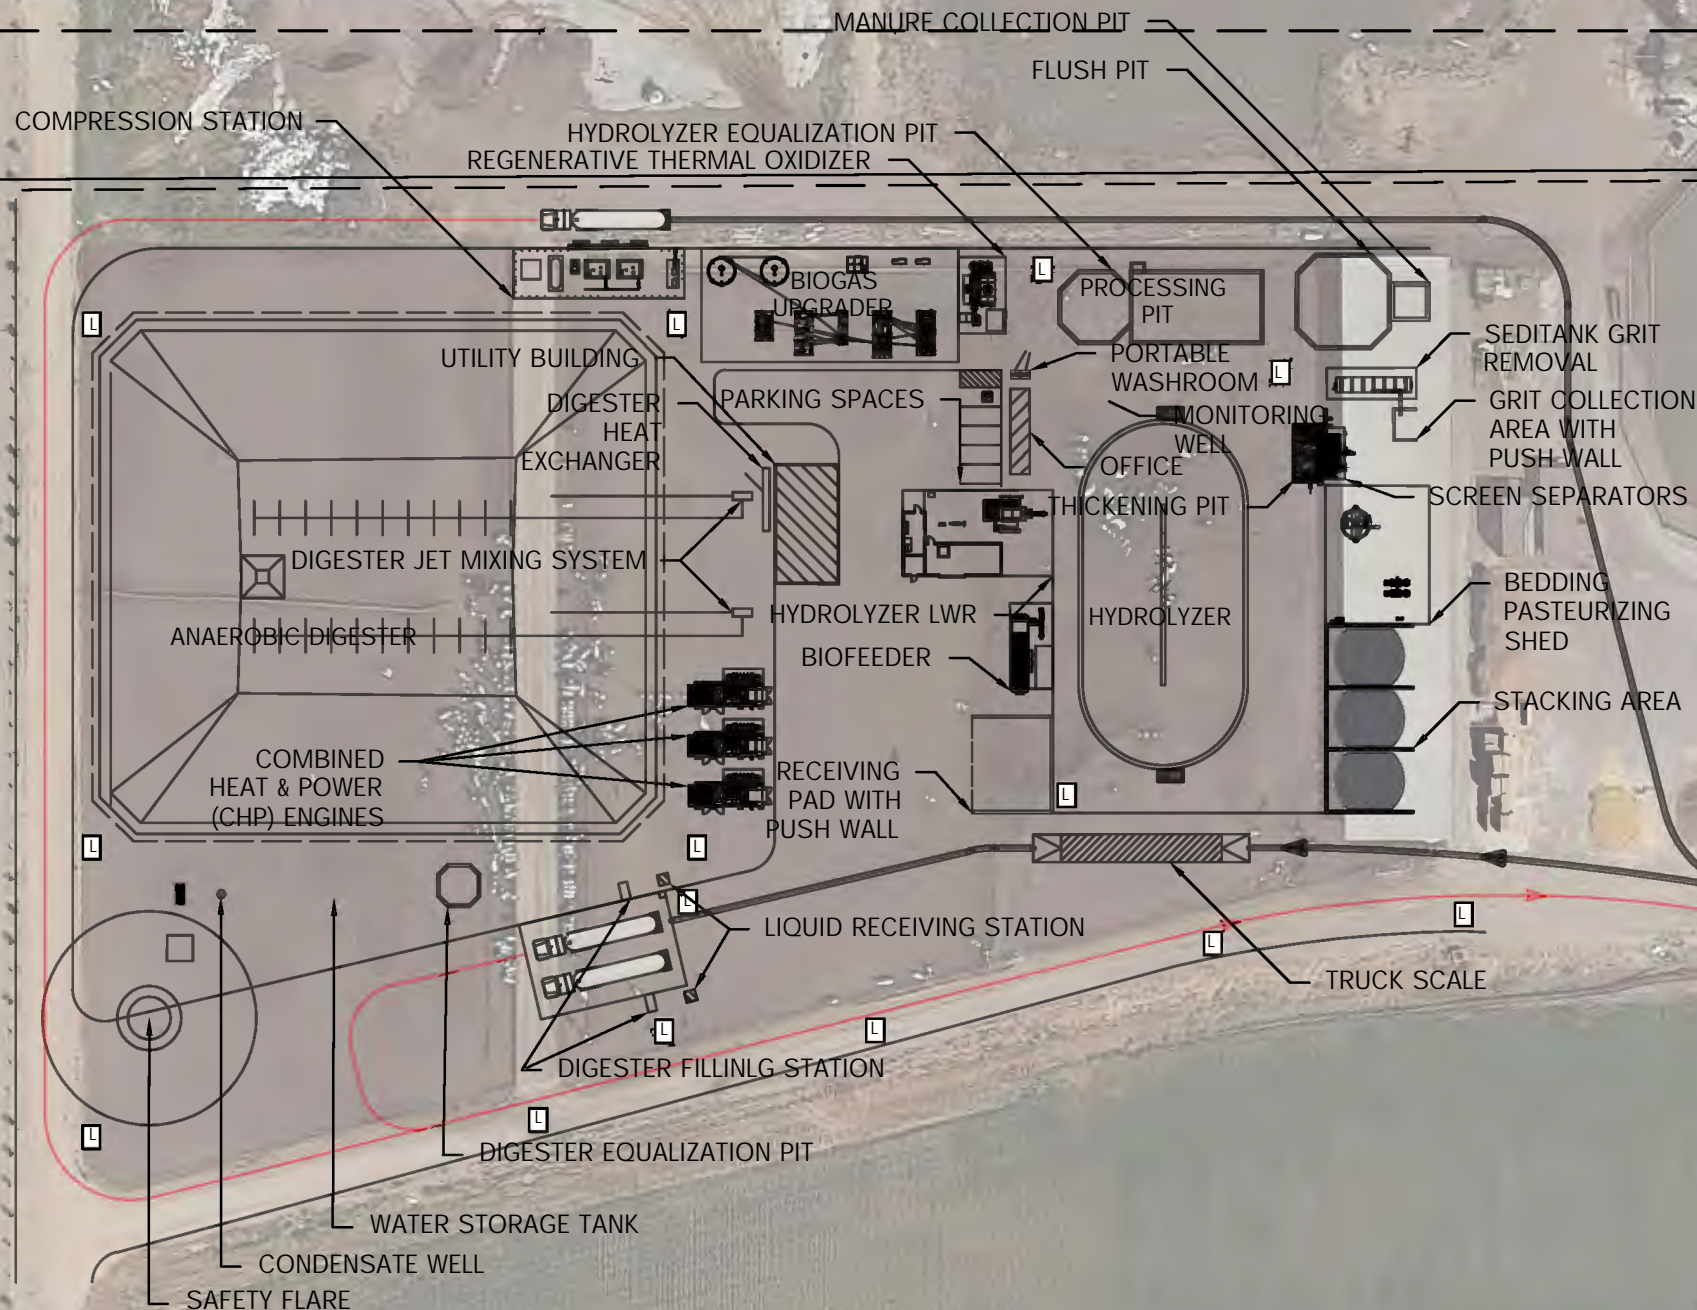 MANURE COLLECTION PIT
FLUSH PIT
COMPRESSION STATION
HYDROLYZER EQUALIZATION PIT
REGENERATIVE THERMAL OXIDIZER
L
BIOGAS
UPGRADER
PROCESSING
PIT
L
L
SEDITANK GRIT
REMOVAL
UTILITY BUILDING
PORTABLE
WASHROOM
L
DIGESTER
HEAT
EXCHANGER
PARKING SPACES
MONITORING
WELL
GRIT COLLECTION
AREA WITH
PUSH WALL
OFFICE
THICKENING PIT
SCREEN SEPARATORS
DIGESTER JET MIXING SYSTEM
HYDROLYZER LWR
HYDROLYZER
BEDDING
PASTEURIZING
SHED
ANAEROBIC DIGESTER
BIOFEEDER
STACKING AREA
COMBINED
HEAT & POWER
(CHP) ENGINES
RECEIVING
PAD WITH
PUSH WALL
L
L
L
L
LIQUID RECEIVING STATION
L
L
TRUCK SCALE
L
L
DIGESTER FILLINLG STATION
L
L
DIGESTER EQUALIZATION PIT
WATER STORAGE TANK
CONDENSATE WELL
SAFETY FLARE